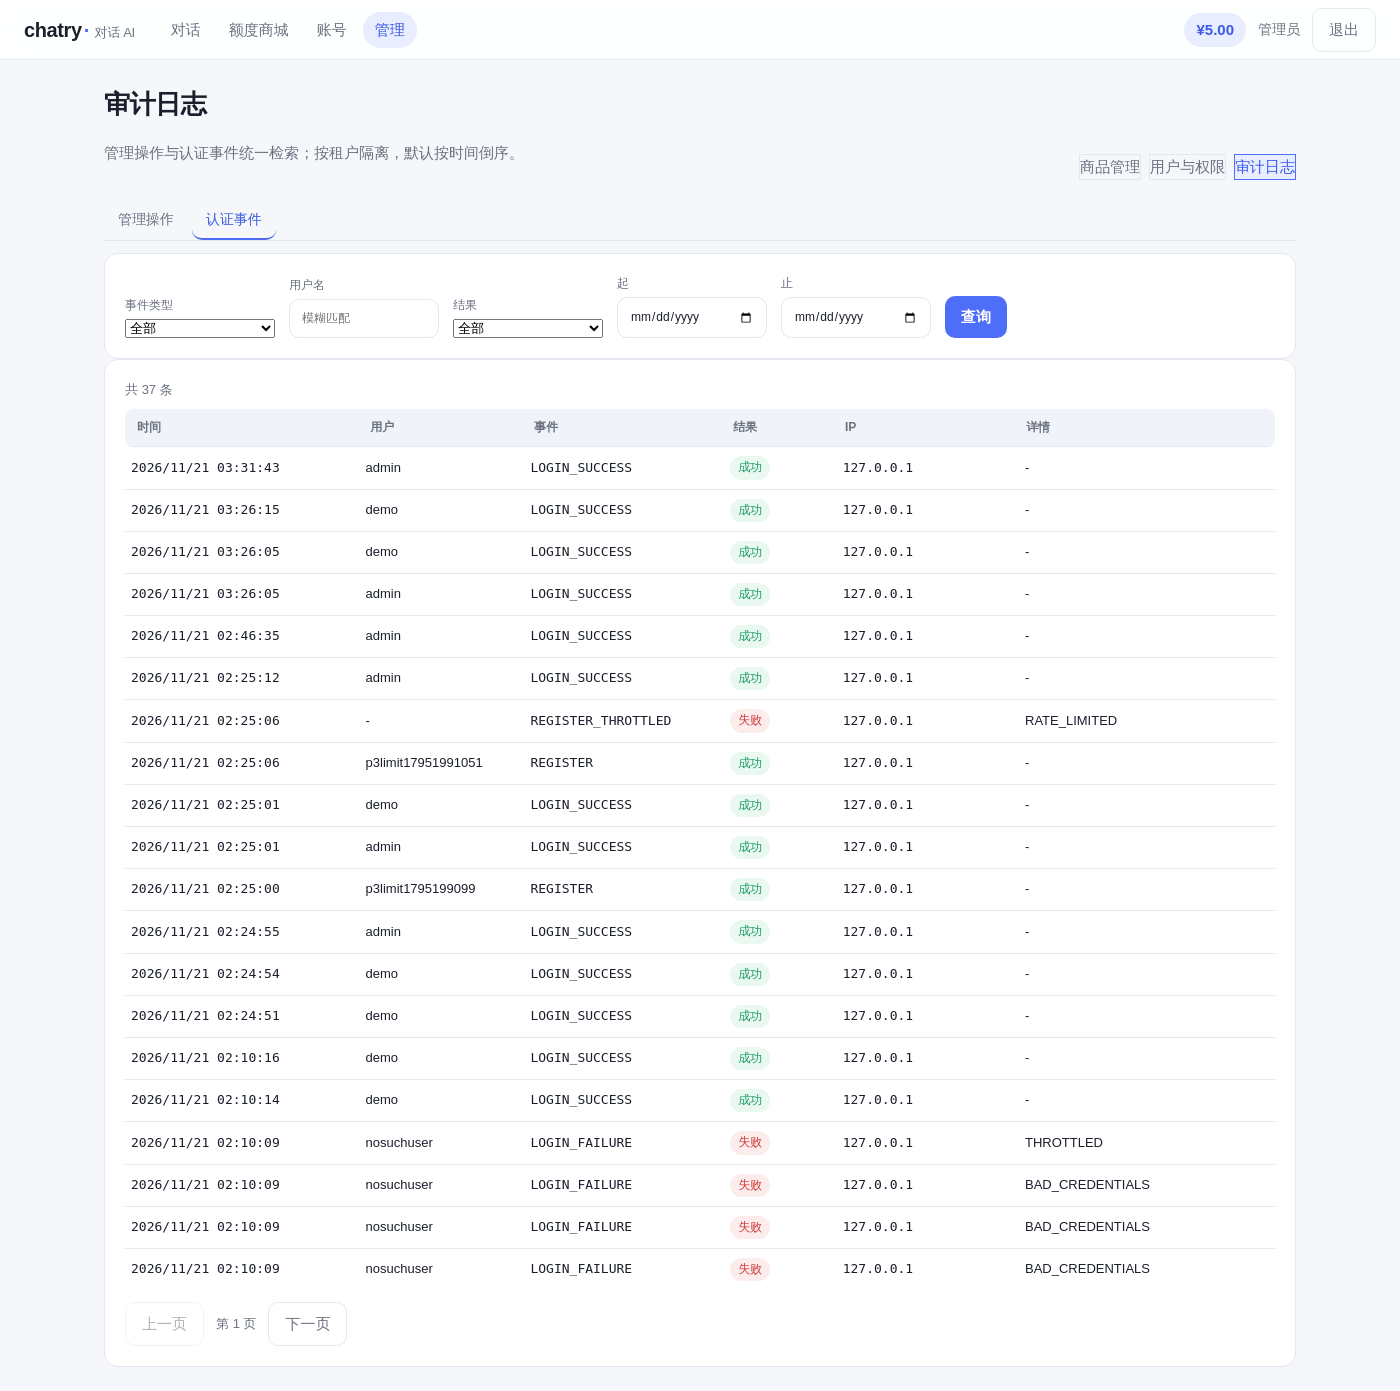 chatry· 对话 AI 对话 额度商城 账号 管理 ¥5.00 管理员 退出
审计日志
管理操作与认证事件统一检索；按租户隔离，默认按时间倒序。
商品管理 用户与权限 审计日志
管理操作 认证事件
事件类型 用户名 结果 起 止
全部 模糊匹配 全部 mm/dd/yyyy mm/dd/yyyy 查询
共 37 条
时间 用户 事件 结果 IP 详情
2026/11/21 03:31:43 admin LOGIN_SUCCESS 成功 127.0.0.1 -
2026/11/21 03:26:15 demo LOGIN_SUCCESS 成功 127.0.0.1 -
2026/11/21 03:26:05 demo LOGIN_SUCCESS 成功 127.0.0.1 -
2026/11/21 03:26:05 admin LOGIN_SUCCESS 成功 127.0.0.1 -
2026/11/21 02:46:35 admin LOGIN_SUCCESS 成功 127.0.0.1 -
2026/11/21 02:25:12 admin LOGIN_SUCCESS 成功 127.0.0.1 -
2026/11/21 02:25:06 - REGISTER_THROTTLED 失败 127.0.0.1 RATE_LIMITED
2026/11/21 02:25:06 p3limit17951991051 REGISTER 成功 127.0.0.1 -
2026/11/21 02:25:01 demo LOGIN_SUCCESS 成功 127.0.0.1 -
2026/11/21 02:25:01 admin LOGIN_SUCCESS 成功 127.0.0.1 -
2026/11/21 02:25:00 p3limit1795199099 REGISTER 成功 127.0.0.1 -
2026/11/21 02:24:55 admin LOGIN_SUCCESS 成功 127.0.0.1 -
2026/11/21 02:24:54 demo LOGIN_SUCCESS 成功 127.0.0.1 -
2026/11/21 02:24:51 demo LOGIN_SUCCESS 成功 127.0.0.1 -
2026/11/21 02:10:16 demo LOGIN_SUCCESS 成功 127.0.0.1 -
2026/11/21 02:10:14 demo LOGIN_SUCCESS 成功 127.0.0.1 -
2026/11/21 02:10:09 nosuchuser LOGIN_FAILURE 失败 127.0.0.1 THROTTLED
2026/11/21 02:10:09 nosuchuser LOGIN_FAILURE 失败 127.0.0.1 BAD_CREDENTIALS
2026/11/21 02:10:09 nosuchuser LOGIN_FAILURE 失败 127.0.0.1 BAD_CREDENTIALS
2026/11/21 02:10:09 nosuchuser LOGIN_FAILURE 失败 127.0.0.1 BAD_CREDENTIALS
上一页 第 1 页 下一页